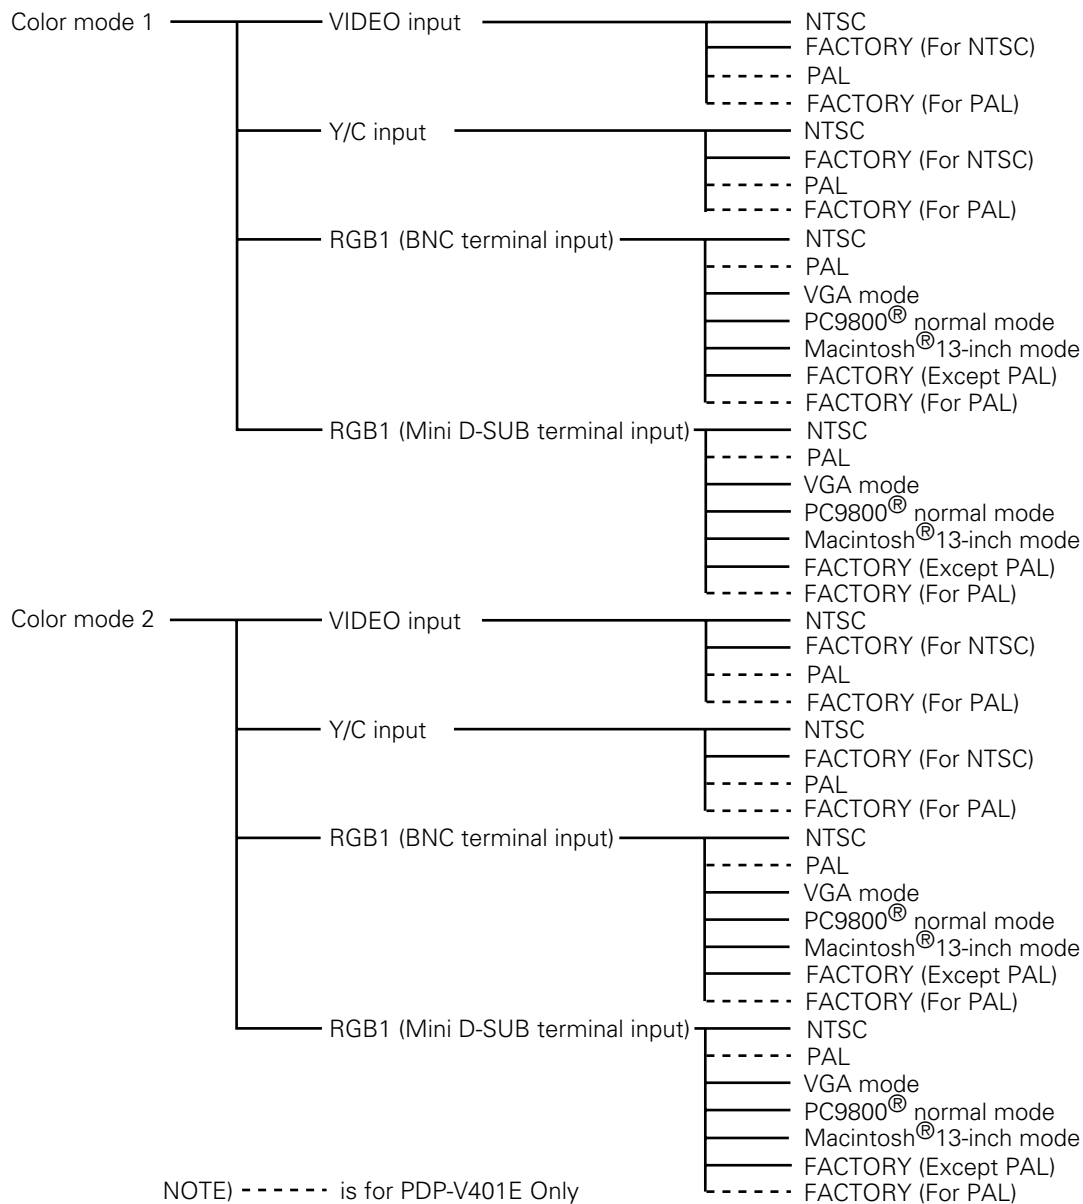 Color mode 1
VIDEO input
NTSC
FACTORY (For NTSC)
PAL
FACTORY (For PAL)
Y/C input
NTSC
FACTORY (For NTSC)
PAL
FACTORY (For PAL)
RGB1 (BNC terminal input)
NTSC
PAL
VGA mode
PC9800® normal mode
Macintosh®13-inch mode
FACTORY (Except PAL)
FACTORY (For PAL)
RGB1 (Mini D-SUB terminal input)
NTSC
PAL
VGA mode
PC9800® normal mode
Macintosh®13-inch mode
FACTORY (Except PAL)
FACTORY (For PAL)
Color mode 2
VIDEO input
NTSC
FACTORY (For NTSC)
PAL
FACTORY (For PAL)
Y/C input
NTSC
FACTORY (For NTSC)
PAL
FACTORY (For PAL)
RGB1 (BNC terminal input)
NTSC
PAL
VGA mode
PC9800® normal mode
Macintosh®13-inch mode
FACTORY (Except PAL)
FACTORY (For PAL)
RGB1 (Mini D-SUB terminal input)
NTSC
PAL
VGA mode
PC9800® normal mode
Macintosh®13-inch mode
FACTORY (Except PAL)
FACTORY (For PAL)
NOTE) ------ is for PDP-V401E Only